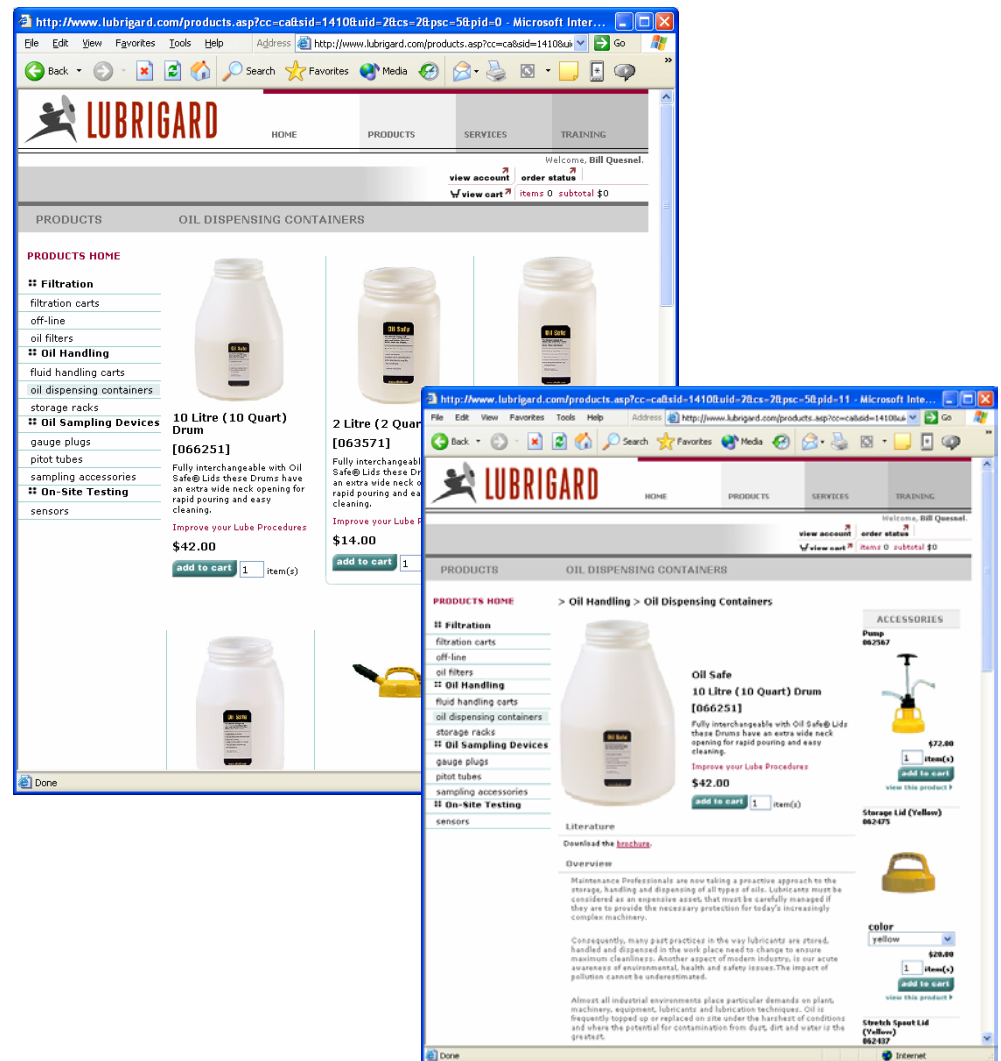 http://www.lubrigard.com/products.asp?cc=ca&sid=1410&uid=2&cs=2&psc=5&pid=0 - Microsoft Inter...
File Edit View Favorites Tools Help Address http://www.lubrigard.com/products.asp?cc=ca&sid=1410&ui Go
Back Search Favorites Media
LUBRIGARD
HOME PRODUCTS SERVICES TRAINING
Welcome, Bill Quesnel.
view account order status
view cart items 0 subtotal $0
PRODUCTS OIL DISPENSING CONTAINERS
PRODUCTS HOME
Filtration
filtration carts
off-line
oil filters
Oil Handling
fluid handling carts
oil dispensing containers
storage racks
Oil Sampling Devices
gauge plugs
pitot tubes
sampling accessories
On-Site Testing
sensors
Oil Safe
Oil Safe
Oil Safe
10 Litre (10 Quart)
Drum
[066251]
Fully interchangeable with Oil
Safe® Lids these Drums have
an extra wide neck opening for
rapid pouring and easy
cleaning.
Improve your Lube Procedures
$42.00
add to cart 1 item(s)
2 Litre (2 Quar
[063571]
Fully interchangeabl
Safe® Lids these Dr
an extra wide neck o
rapid pouring and ea
cleaning.
Improve your Lube P
$14.00
add to cart 1
Done
http://www.lubrigard.com/products.asp?cc=ca&sid=1410&uid=2&cs=2&psc=5&pid=11 - Microsoft Inte...
File Edit View Favorites Tools Help Address http://www.lubrigard.com/products.asp?cc=ca&sid=1410&ui Go
Back Search Favorites Media
LUBRIGARD
HOME PRODUCTS SERVICES TRAINING
Welcome, Bill Quesnel.
view account order status
view cart items 0 subtotal $0
PRODUCTS OIL DISPENSING CONTAINERS
PRODUCTS HOME
Filtration
filtration carts
off-line
oil filters
Oil Handling
fluid handling carts
oil dispensing containers
storage racks
Oil Sampling Devices
gauge plugs
pitot tubes
sampling accessories
On-Site Testing
sensors
> Oil Handling > Oil Dispensing Containers
Oil Safe
10 Litre (10 Quart) Drum
[066251]
Fully interchangeable with Oil Safe® Lids
these Drums have an extra wide neck
opening for rapid pouring and easy
cleaning.
Improve your Lube Procedures
$42.00
add to cart 1 item(s)
Literature
Download the brochure.
Overview
Maintenance Professionals are now taking a proactive approach to the
storage, handling and dispensing of all types of oils. Lubricants must be
considered as an expensive asset, that must be carefully managed if
they are to provide the necessary protection for today's increasingly
complex machinery.
Consequently, many past practices in the way lubricants are stored,
handled and dispensed in the work place need to change to ensure
maximum cleanliness. Another aspect of modern industry, is our acute
awareness of environmental, health and safety issues.The impact of
pollution cannot be underestimated.
Almost all industrial environments place particular demands on plant,
machinery, equipment, lubricants and lubrication techniques. Oil is
frequently topped up or replaced on site under the harshest of conditions
and where the potential for contamination from dust, dirt and water is the
greatest.
ACCESSORIES
Pump
062567
$72.00
1 item(s)
add to cart
view this product
Storage Lid (Yellow)
062475
color
yellow
$20.00
1 item(s)
add to cart
view this product
Stretch Spout Lid
(Yellow)
062437
Done Internet